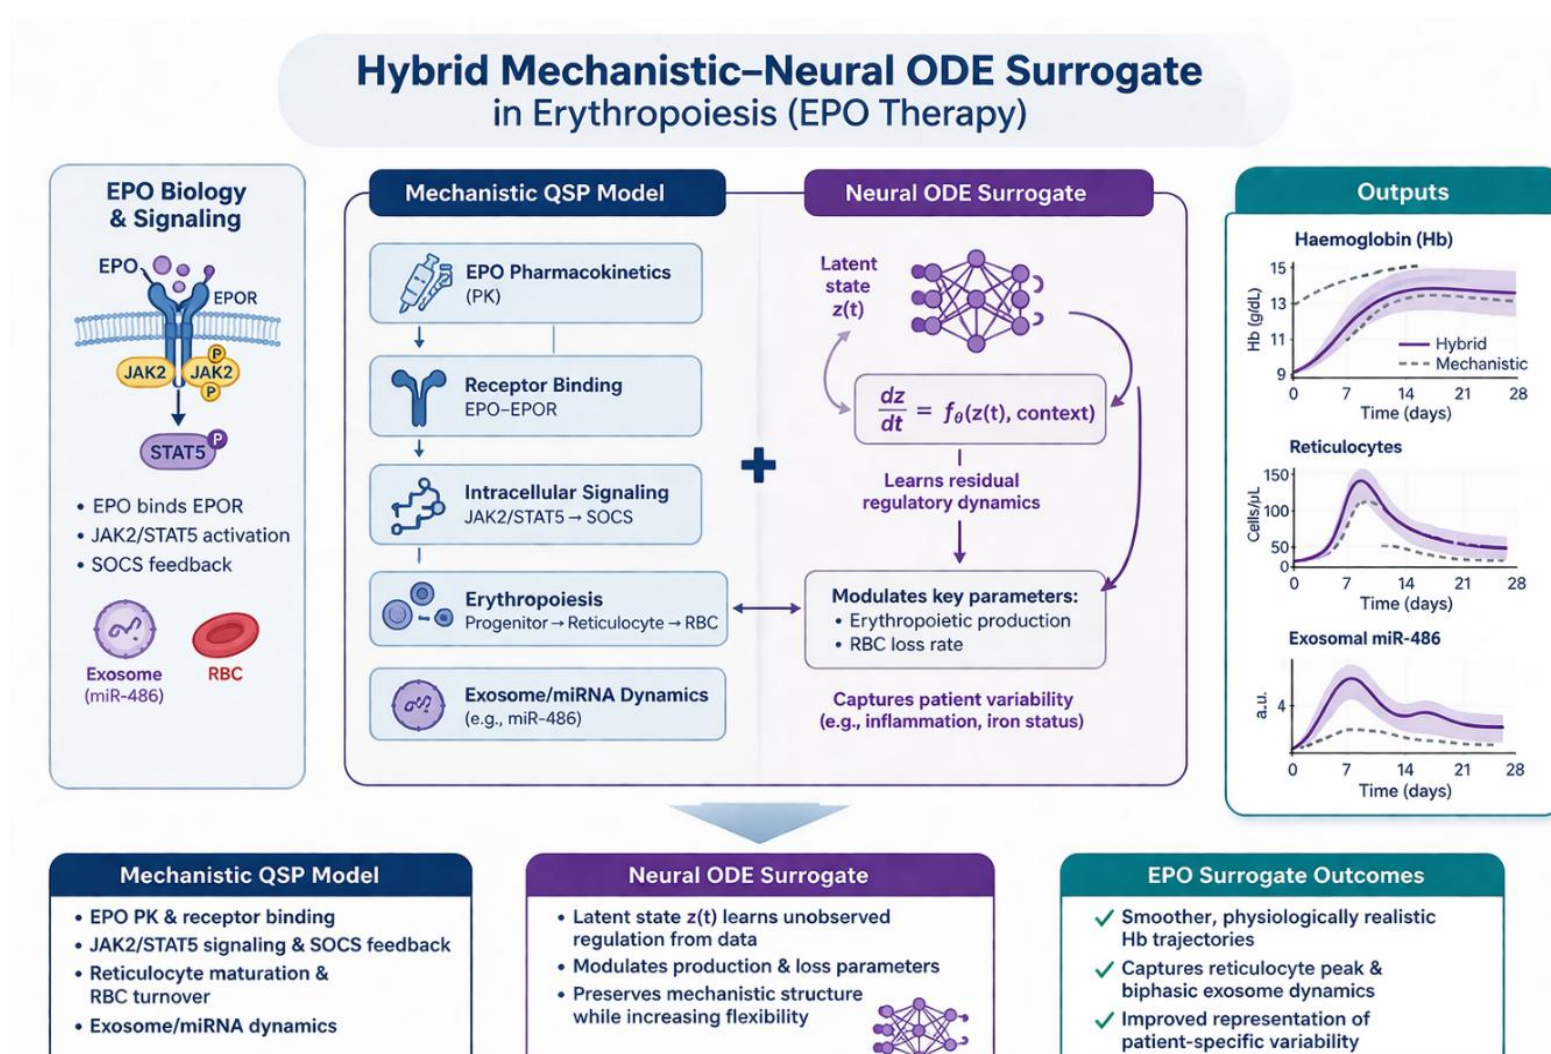 Hybrid Mechanistic–Neural ODE Surrogate
in Erythropoiesis (EPO Therapy)
EPO Biology
& Signaling
EPO
EPOR
JAK2
JAK2
P
P
STAT5
P
• EPO binds EPOR
• JAK2/STAT5 activation
• SOCS feedback
Exosome
(miR-486)
RBC
Mechanistic QSP Model
EPO Pharmacokinetics
(PK)
Receptor Binding
EPO–EPOR
Intracellular Signaling
JAK2/STAT5 → SOCS
Erythropoiesis
Progenitor → Reticulocyte → RBC
Exosome/miRNA Dynamics
(e.g., miR-486)
+
Neural ODE Surrogate
Latent
state
z(t)
dz/dt = fθ(z(t), context)
Learns residual
regulatory dynamics
Modulates key parameters:
• Erythropoietic production
• RBC loss rate
Captures patient variability
(e.g., inflammation, iron status)
Outputs
Haemoglobin (Hb)
Hb (g/dL)
15
13
11
9
Hybrid
Mechanistic
0 7 14 21 28
Time (days)
Reticulocytes
Cells/µL
150
100
50
0
0 7 14 21 28
Time (days)
Exosomal miR-486
a.u.
4
0 7 14 21 28
Time (days)
Mechanistic QSP Model
• EPO PK & receptor binding
• JAK2/STAT5 signaling & SOCS feedback
• Reticulocyte maturation &
RBC turnover
• Exosome/miRNA dynamics
Neural ODE Surrogate
• Latent state z(t) learns unobserved
regulation from data
• Modulates production & loss parameters
• Preserves mechanistic structure
while increasing flexibility
EPO Surrogate Outcomes
✓ Smoother, physiologically realistic
Hb trajectories
✓ Captures reticulocyte peak &
biphasic exosome dynamics
✓ Improved representation of
patient-specific variability